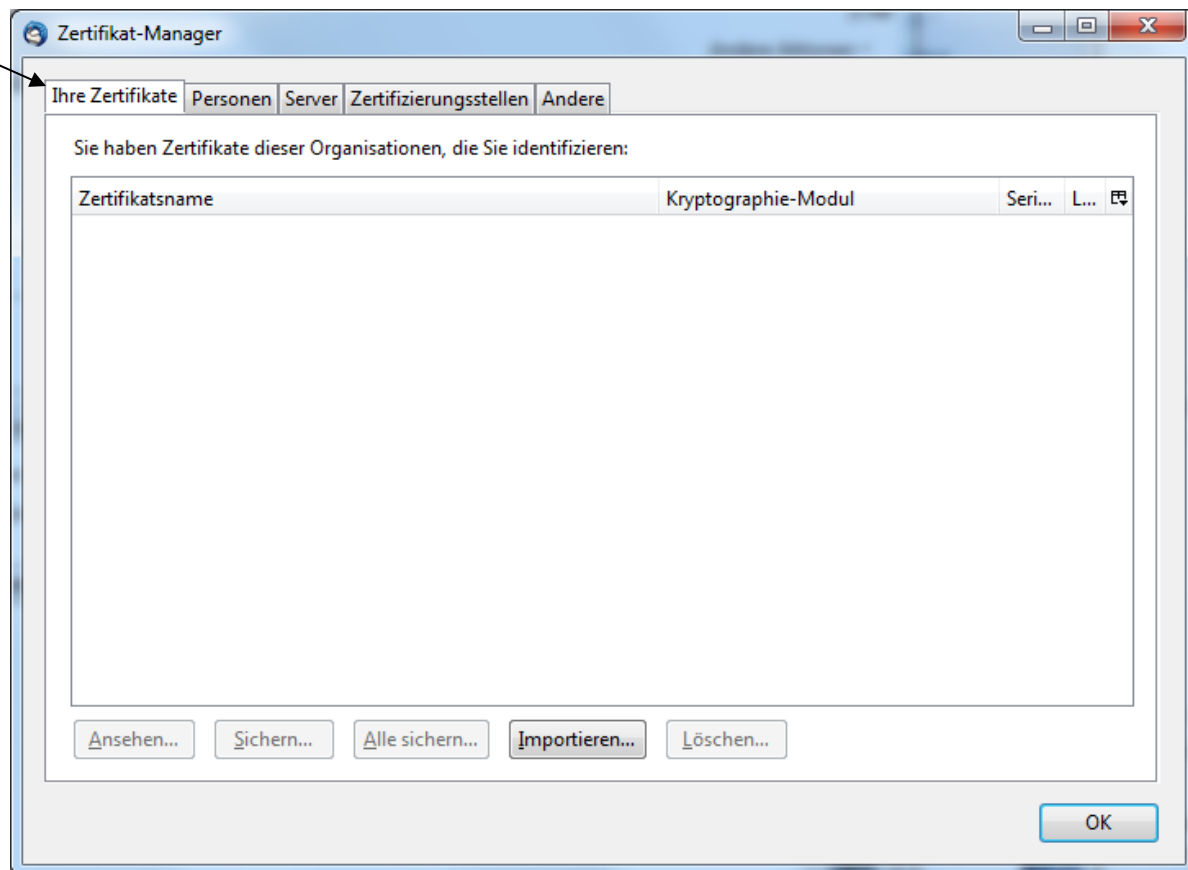 Zertifikat-Manager
Ihre Zertifikate Personen Server Zertifizierungsstellen Andere
Sie haben Zertifikate dieser Organisationen, die Sie identifizieren:
Zertifikatsname Kryptographie-Modul Seri... L...
Ansehen... Sichern... Alle sichern... Importieren... Löschen...
OK